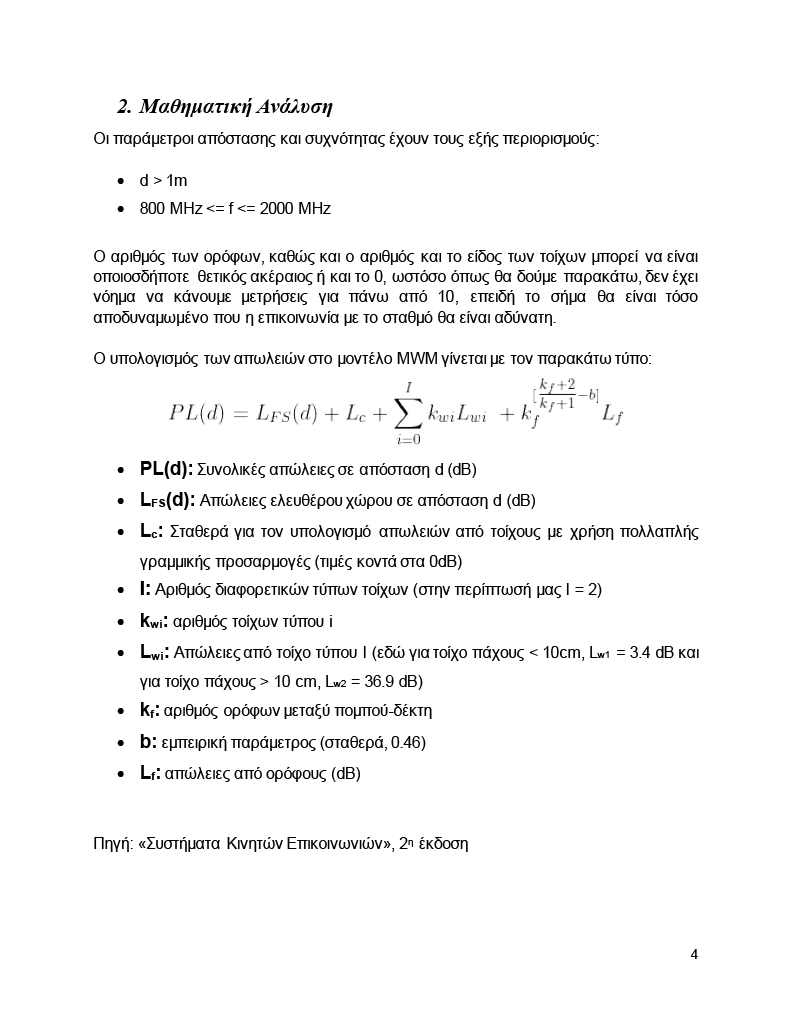 2. Μαθηματική Ανάλυση
Οι παράμετροι απόστασης και συχνότητας έχουν τους εξής περιορισμούς:
• d > 1m
• 800 MHz <= f <= 2000 MHz
Ο αριθμός των ορόφων, καθώς και ο αριθμός και το είδος των τοίχων μπορεί να είναι
οποιοσδήποτε θετικός ακέραιος ή και το 0, ωστόσο όπως θα δούμε παρακάτω, δεν έχει
νόημα να κάνουμε μετρήσεις για πάνω από 10, επειδή το σήμα θα είναι τόσο
αποδυναμωμένο που η επικοινωνία με το σταθμό θα είναι αδύνατη.
Ο υπολογισμός των απωλειών στο μοντέλο MWM γίνεται με τον παρακάτω τύπο:
$PL(d) = L_{FS}(d) + L_c + \sum_{i=0}^{I} k_{wi} L_{wi} + k_f^{[\frac{k_f+2}{k_f+1}-b]} L_f$
• PL(d): Συνολικές απώλειες σε απόσταση d (dB)
• LFS(d): Απώλειες ελευθέρου χώρου σε απόσταση d (dB)
• Lc: Σταθερά για τον υπολογισμό απωλειών από τοίχους με χρήση πολλαπλής
γραμμικής προσαρμογές (τιμές κοντά στα 0dB)
• I: Αριθμός διαφορετικών τύπων τοίχων (στην περίπτωσή μας I = 2)
• kwi: αριθμός τοίχων τύπου i
• Lwi: Απώλειες από τοίχο τύπου I (εδώ για τοίχο πάχους < 10cm, Lw1 = 3.4 dB και
για τοίχο πάχους > 10 cm, Lw2 = 36.9 dB)
• kf: αριθμός ορόφων μεταξύ πομπού-δέκτη
• b: εμπειρική παράμετρος (σταθερά, 0.46)
• Lf: απώλειες από ορόφους (dB)
Πηγή: «Συστήματα Κινητών Επικοινωνιών», 2η έκδοση
4